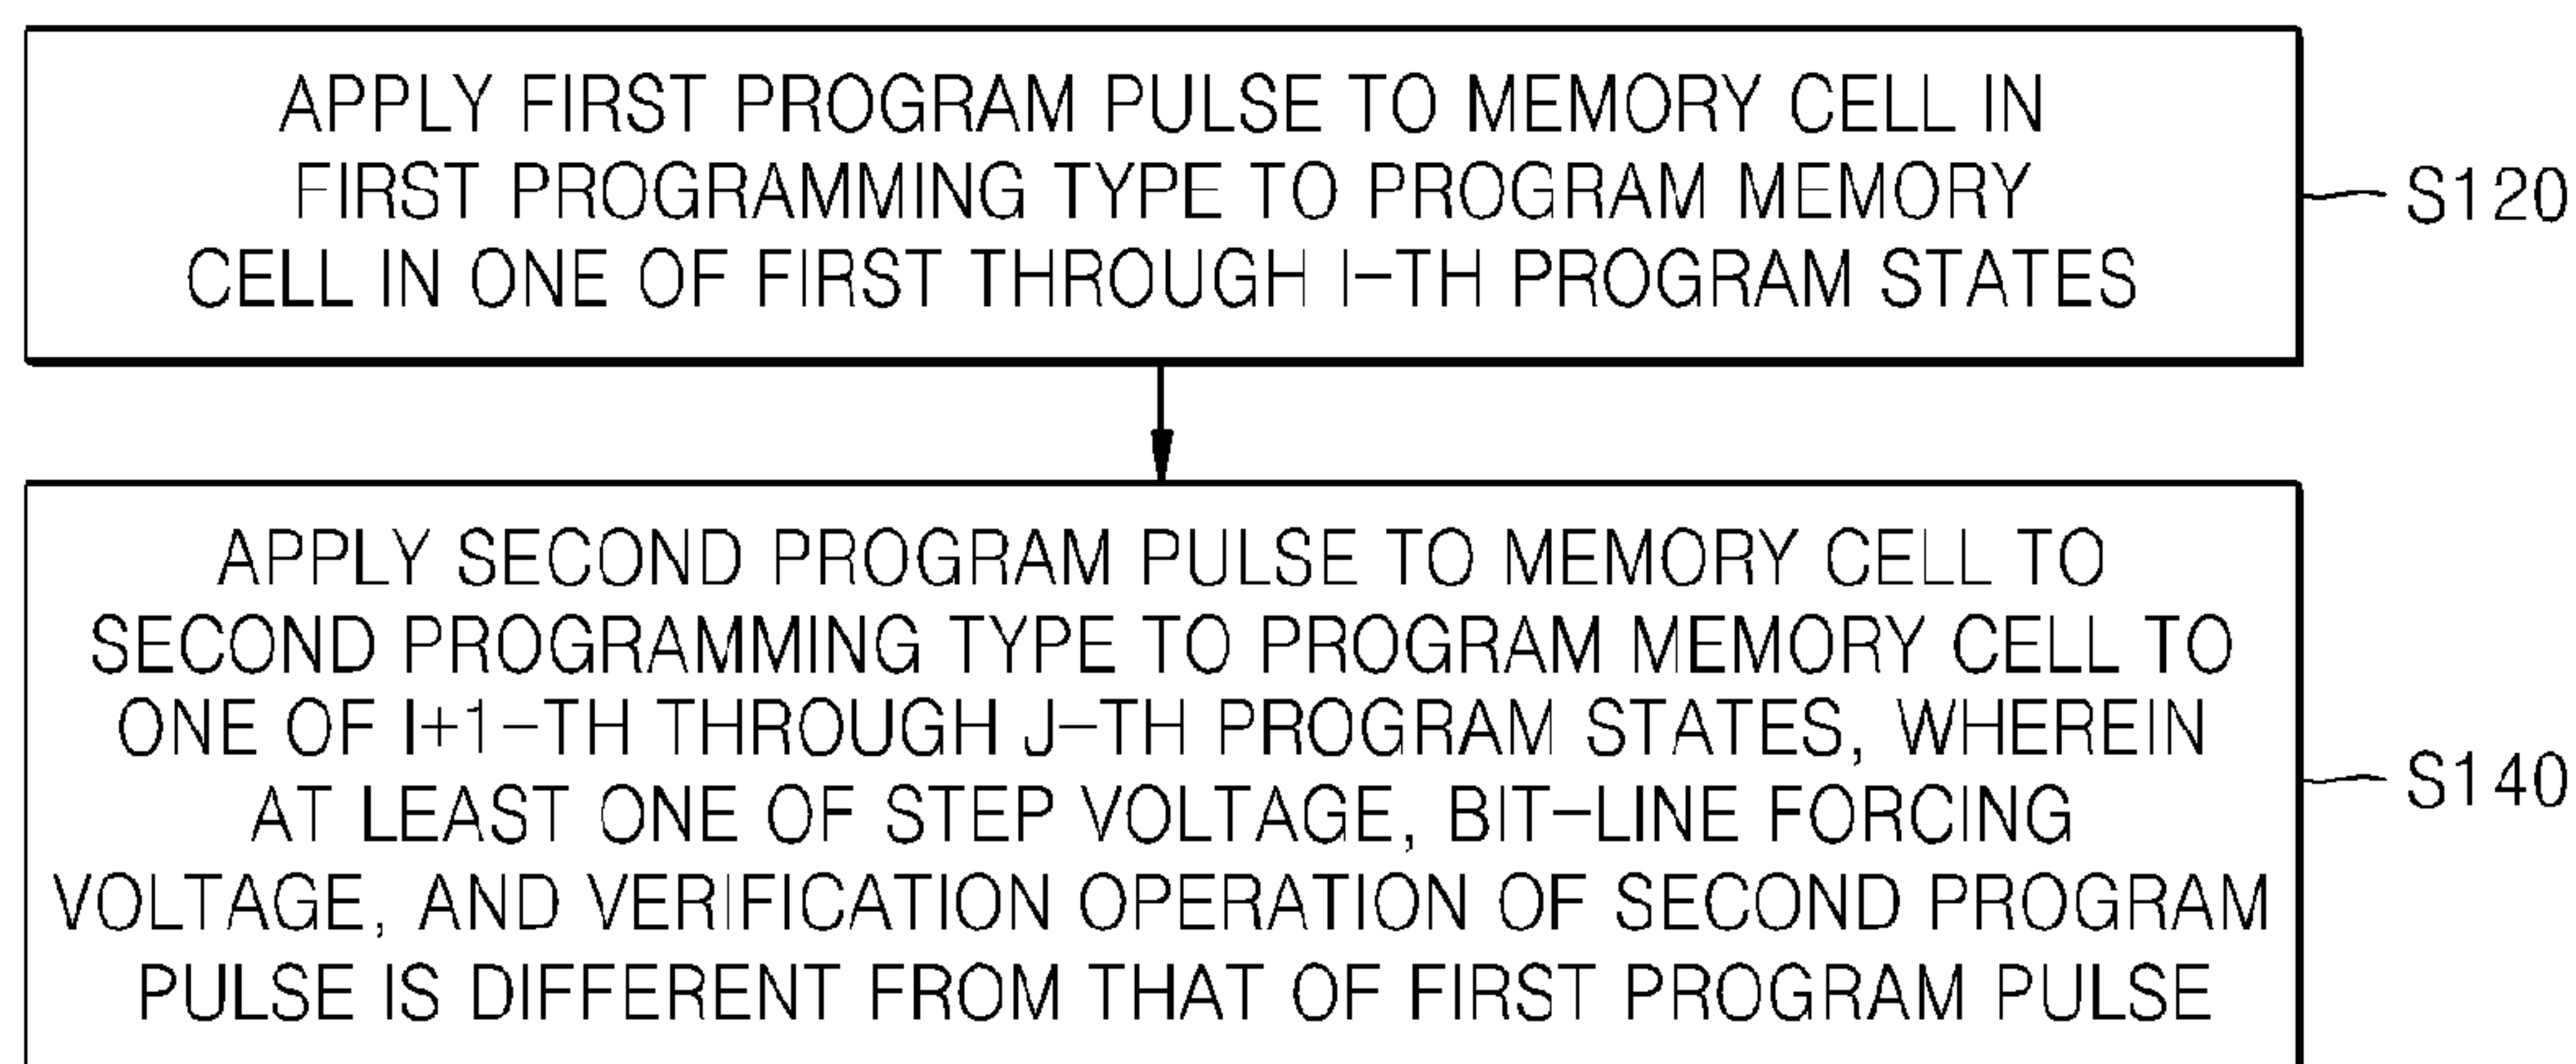 APPLY FIRST PROGRAM PULSE TO MEMORY CELL IN
FIRST PROGRAMMING TYPE TO PROGRAM MEMORY
CELL IN ONE OF FIRST THROUGH I-TH PROGRAM STATES
S120
APPLY SECOND PROGRAM PULSE TO MEMORY CELL TO
SECOND PROGRAMMING TYPE TO PROGRAM MEMORY CELL TO
ONE OF I+1-TH THROUGH J-TH PROGRAM STATES, WHEREIN
AT LEAST ONE OF STEP VOLTAGE, BIT-LINE FORCING
VOLTAGE, AND VERIFICATION OPERATION OF SECOND PROGRAM
PULSE IS DIFFERENT FROM THAT OF FIRST PROGRAM PULSE
S140